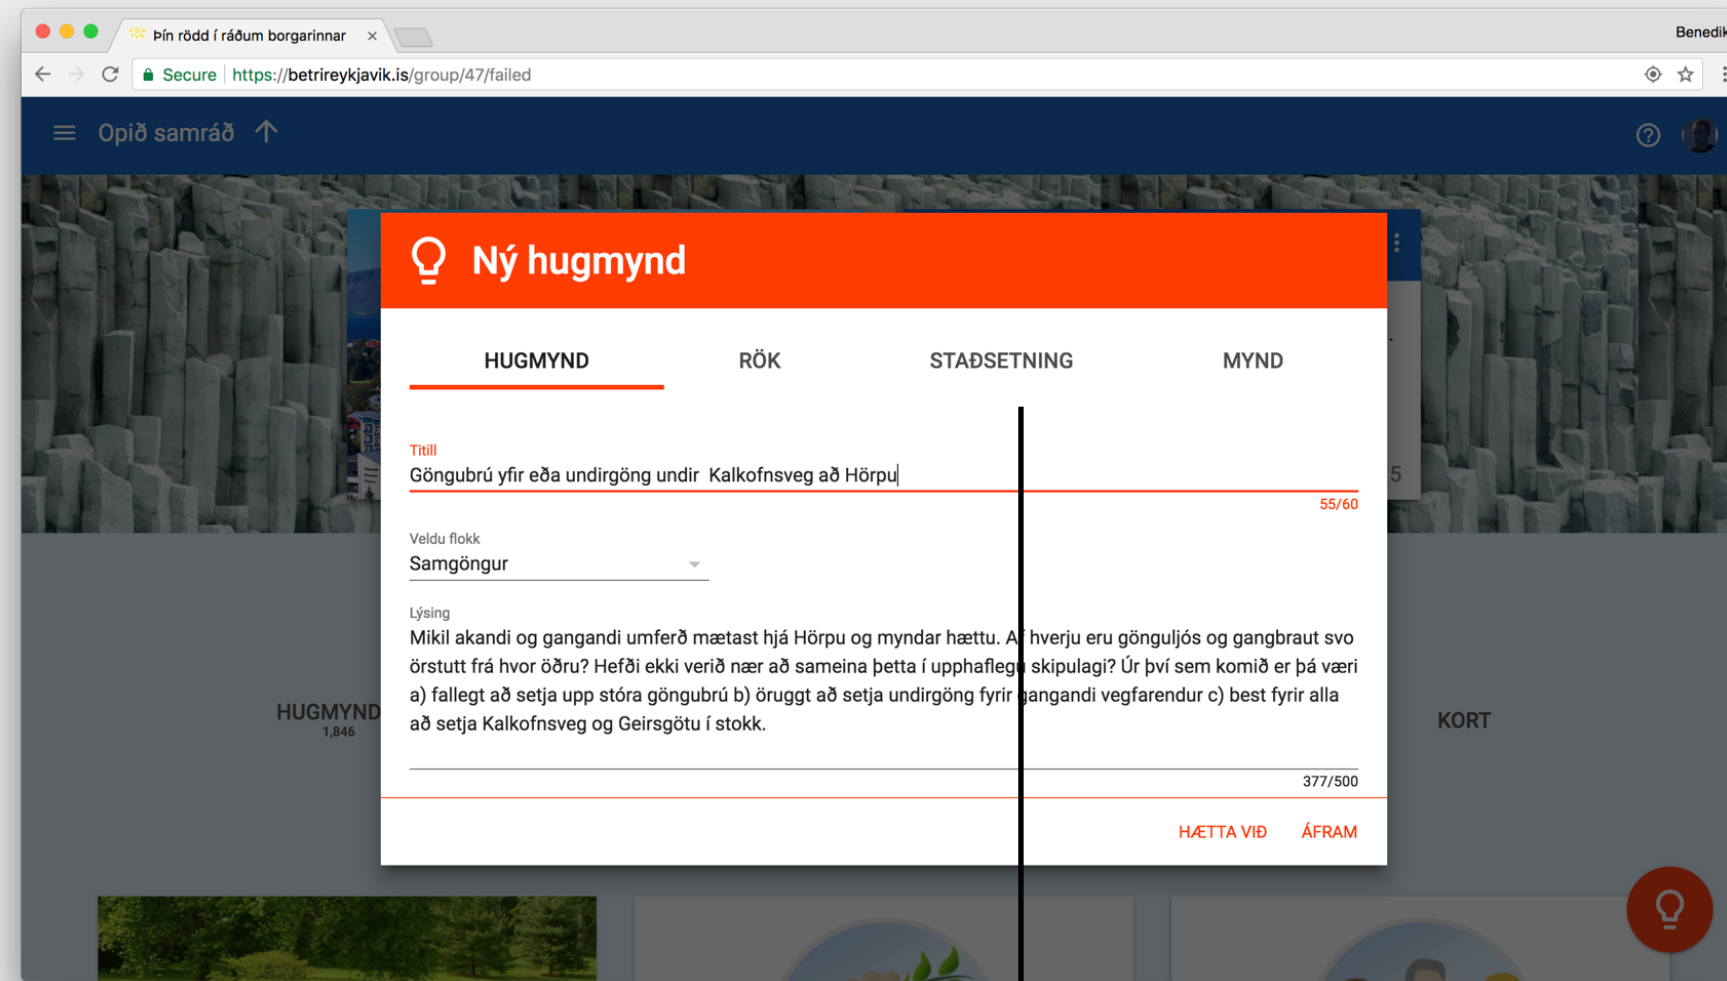 Þín rödd í ráðum borgarinnar
Secure https://betrireykjavik.is/group/47/failed
Opið samráð
Ný hugmynd
HUGMYND RÖK STAÐSETNING MYND
Titill
Göngubrú yfir eða undirgöng undir  Kalkofnsveg að Hörpu
55/60
5
Veldu flokk
Samgöngur
Lýsing
Mikil akandi og gangandi umferð mætast hjá Hörpu og myndar hættu. Af hverju eru gönguljós og gangbraut svo
örstutt frá hvor öðru? Hefði ekki verið nær að sameina þetta í upphaflegu skipulagi? Úr því sem komið er þá væri
a) fallegt að setja upp stóra göngubrú b) öruggt að setja undirgöng fyrir gangandi vegfarendur c) best fyrir alla
að setja Kalkofnsveg og Geirsgötu í stokk.
377/500
HÆTTA VIÐ ÁFRAM
HUGMYND
1,846
KORT